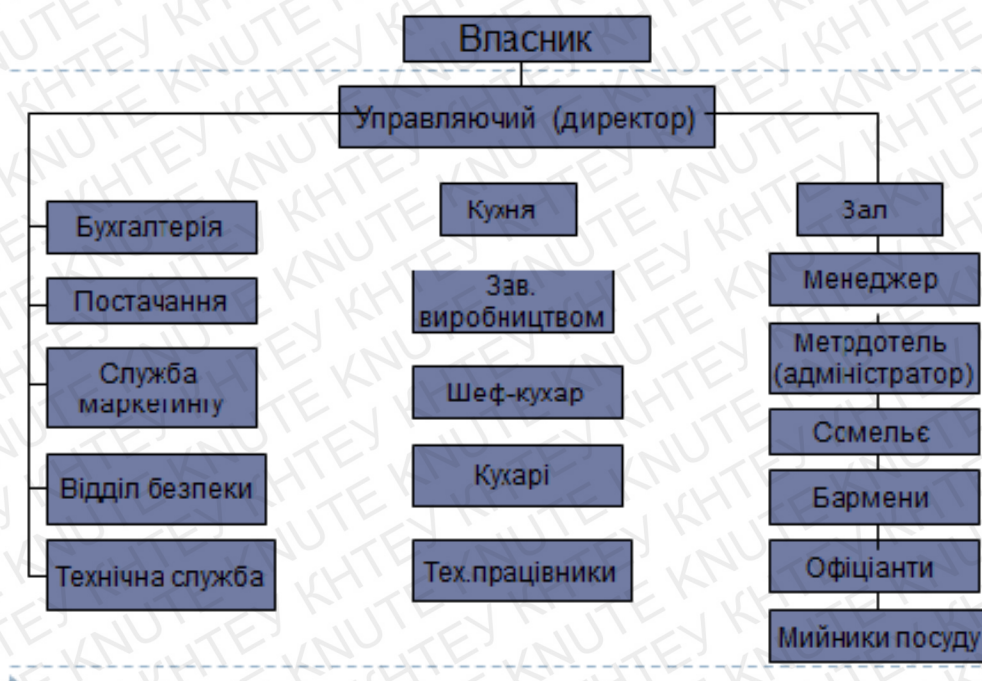 Власник
Управляючий (директор)
Бухгалтерія
Постачання
Служба
маркетингу
Відділ безпеки
Технічна служба
Кухня
Зав.
виробництвом
Шеф-кухар
Кухарі
Тех.працівники
Зал
Менеджер
Метрдотель
(адміністратор)
Сомельє
Бармени
Офіціанти
Мийники посуду